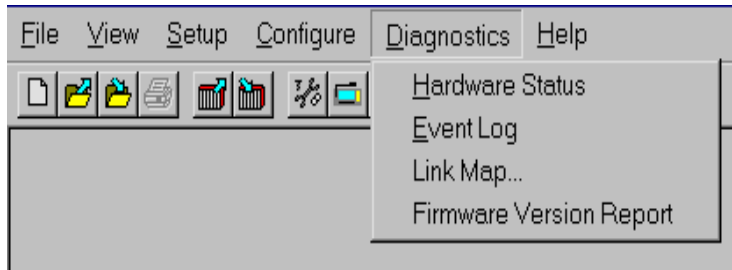 File View Setup Configure Diagnostics Help
Hardware Status
Event Log
Link Map...
Firmware Version Report